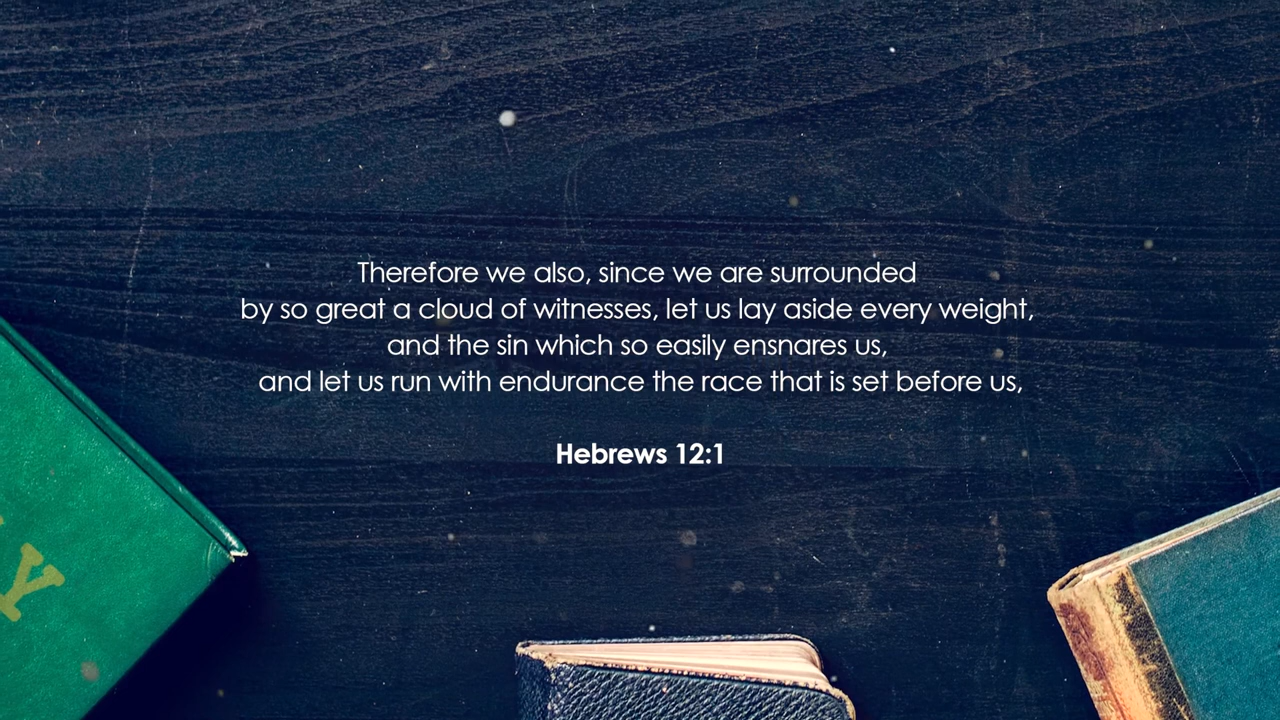 Therefore we also, since we are surrounded
by so great a cloud of witnesses, let us lay aside every weight,
and the sin which so easily ensnares us,
and let us run with endurance the race that is set before us,
Hebrews 12:1
Y